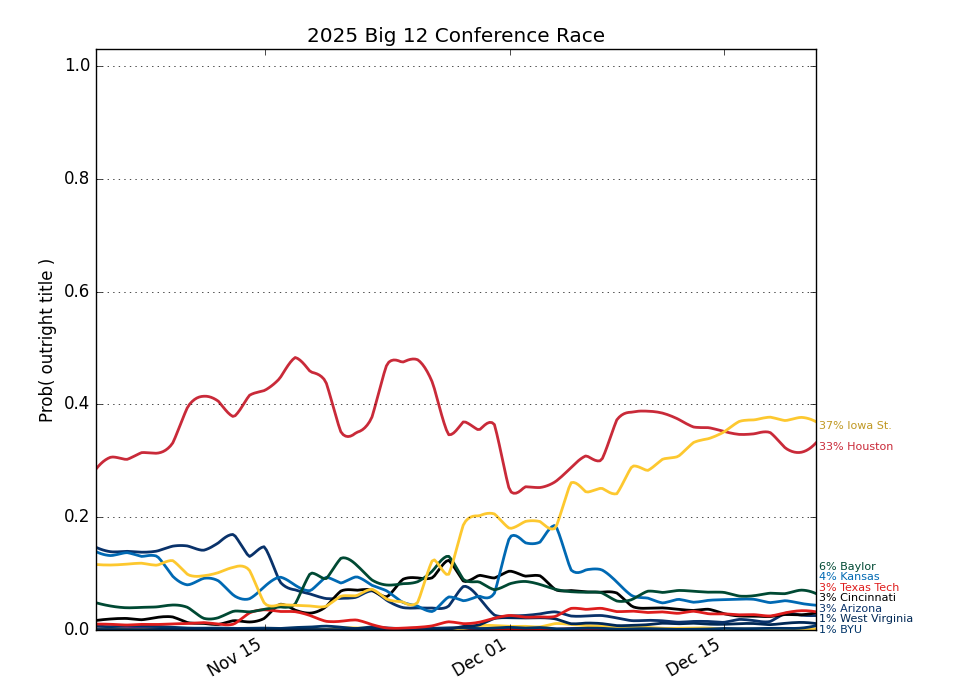 2025 Big 12 Conference Race
Prob( outright title )
1.0
0.8
0.6
0.4
0.2
0.0
Nov 15
Dec 01
Dec 15
37% Iowa St.
33% Houston
6% Baylor
4% Kansas
3% Texas Tech
3% Cincinnati
3% Arizona
1% West Virginia
1% BYU